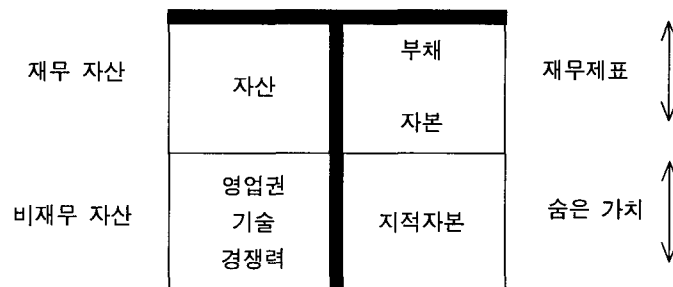 재무 자산
자산
부채
자본
재무제표
비재무 자산
영업권
기술
경쟁력
지적자본
숨은 가치